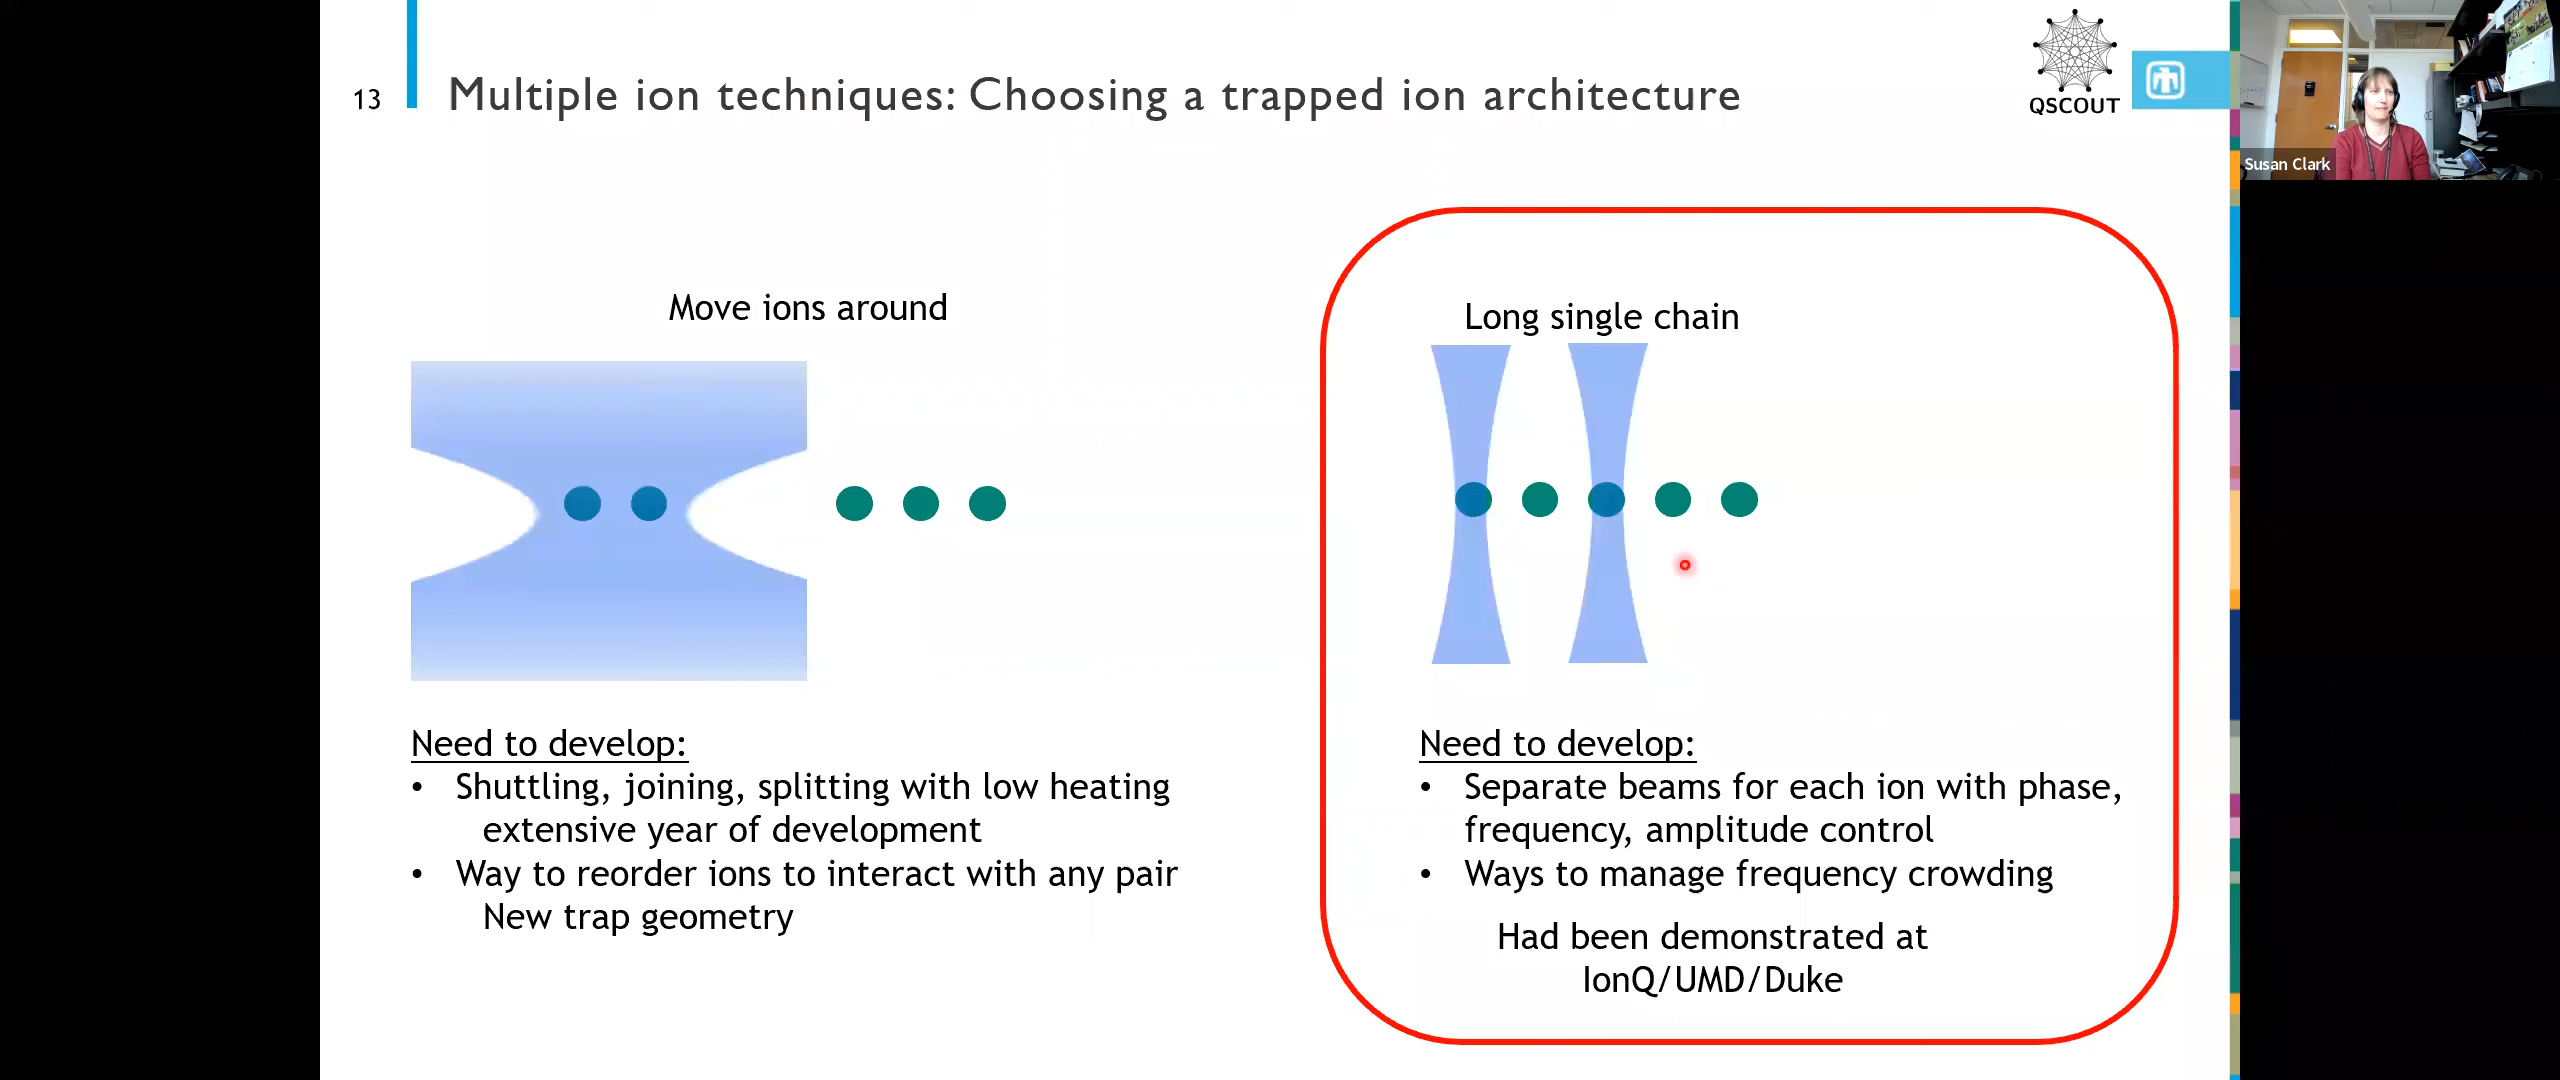 13
Multiple ion techniques: Choosing a trapped ion architecture
QSCOUT
Susan Clark
Move ions around
Need to develop:
• Shuttling, joining, splitting with low heating
extensive year of development
• Way to reorder ions to interact with any pair
New trap geometry
Long single chain
Need to develop:
• Separate beams for each ion with phase,
frequency, amplitude control
• Ways to manage frequency crowding
Had been demonstrated at
IonQ/UMD/Duke